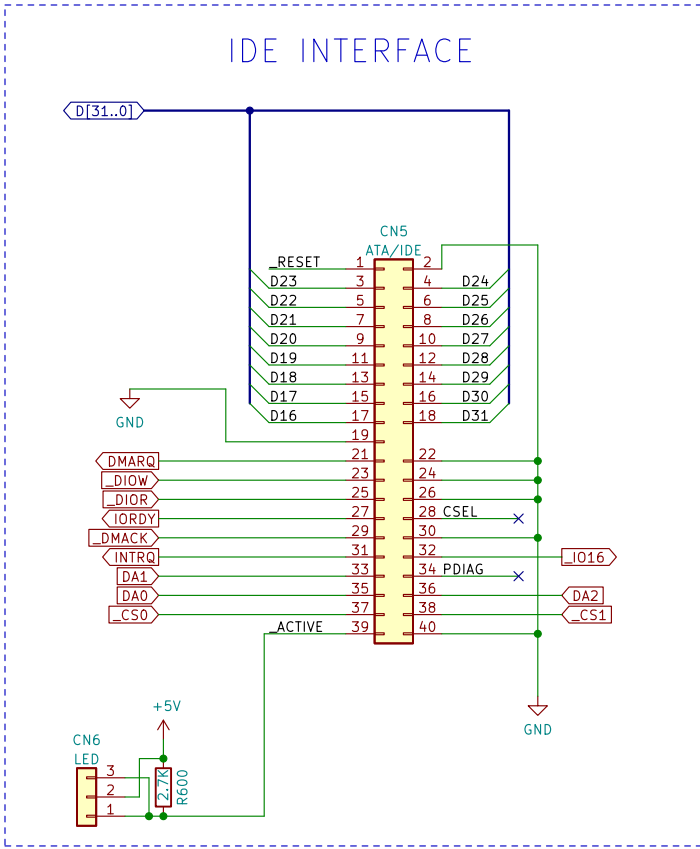 IDE INTERFACE
D[31..0]
CN5
ATA/IDE
_RESET 1 2
D23 3 4 D24
D22 5 6 D25
D21 7 8 D26
D20 9 10 D27
D19 11 12 D28
D18 13 14 D29
D17 15 16 D30
D16 17 18 D31
GND
19
DMARQ 21 22
_DIOW 23 24
_DIOR 25 26
IORDY 27 28 CSEL
_DMACK 29 30
INTRQ 31 32 _IO16
DA1 33 34 PDIAG
DA0 35 36 DA2
_CS0 37 38 _CS1
_ACTIVE 39 40
+5V
GND
CN6
LED
3
2
1
2.7K
R600